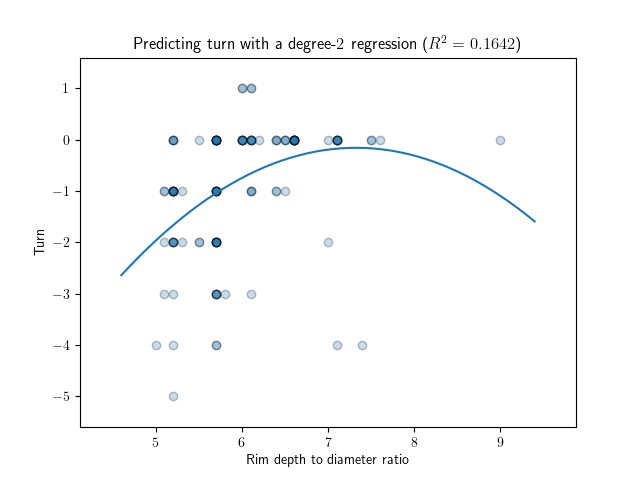 Predicting turn with a degree-2 regression (R² = 0.1642)
1
0
−1
−2
−3
−4
−5
Turn
5 6 7 8 9
Rim depth to diameter ratio